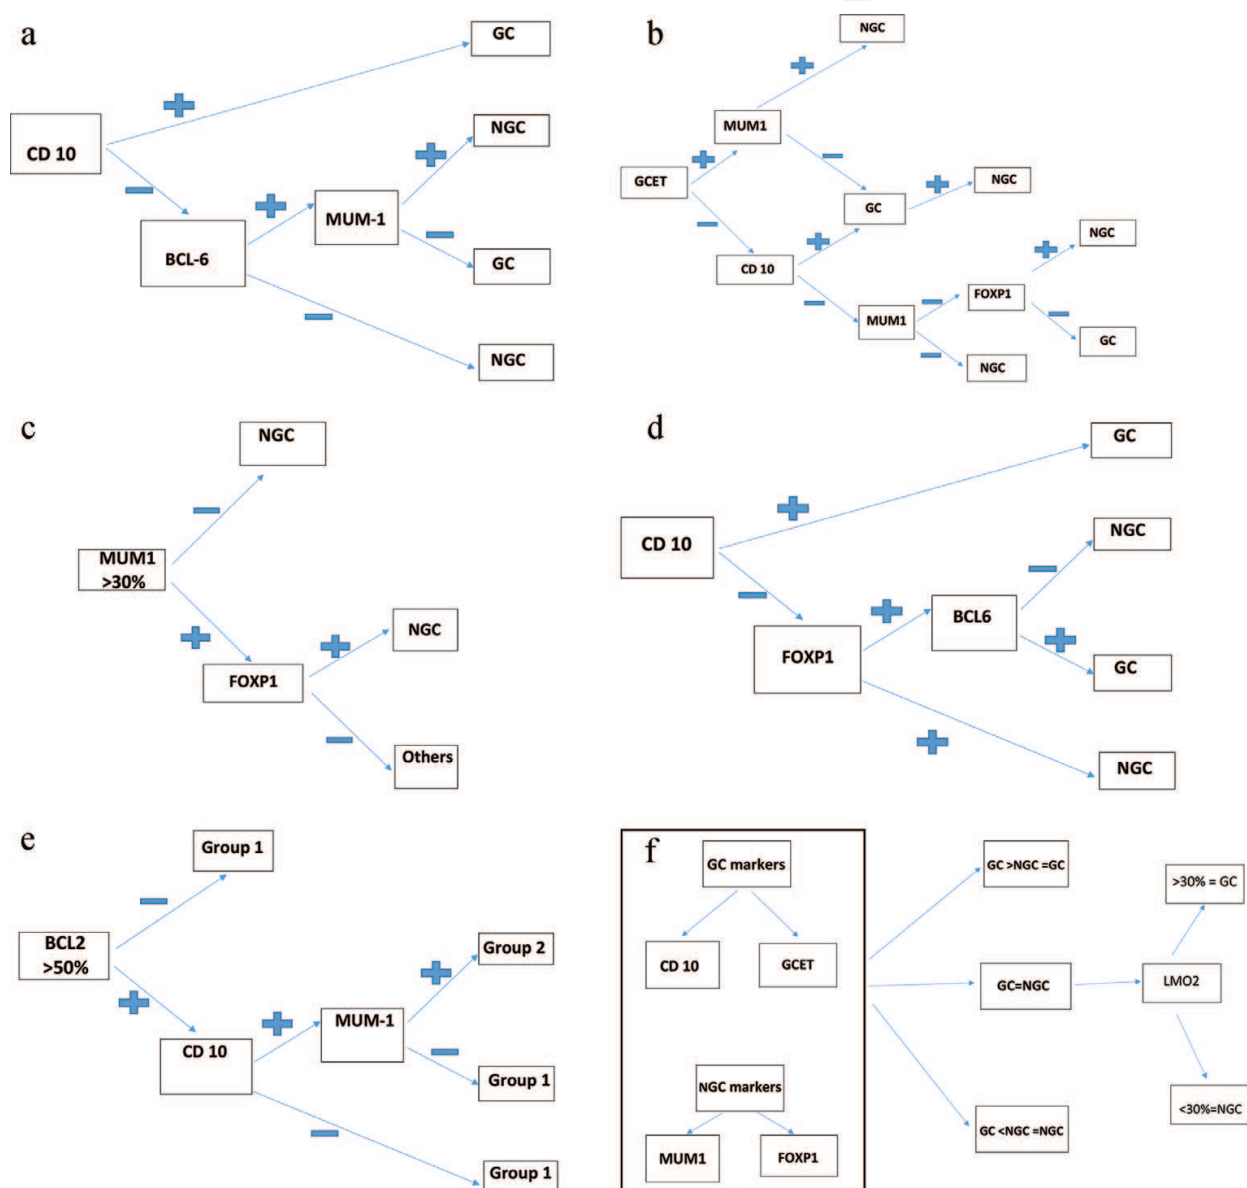 a
GC
CD 10
NGC
MUM-1
BCL-6
GC
NGC
b
NGC
MUM1
GCET
NGC
GC
CD 10
NGC
FOXP1
MUM1
GC
NGC
c
NGC
MUM1
>30%
NGC
FOXP1
Others
d
GC
CD 10
NGC
BCL6
FOXP1
GC
NGC
e
Group 1
BCL2
>50%
Group 2
MUM-1
CD 10
Group 1
Group 1
f
GC markers
CD 10
GCET
NGC markers
MUM1
FOXP1
GC >NGC =GC
GC=NGC
GC <NGC =NGC
>30% = GC
LMO2
<30%=NGC